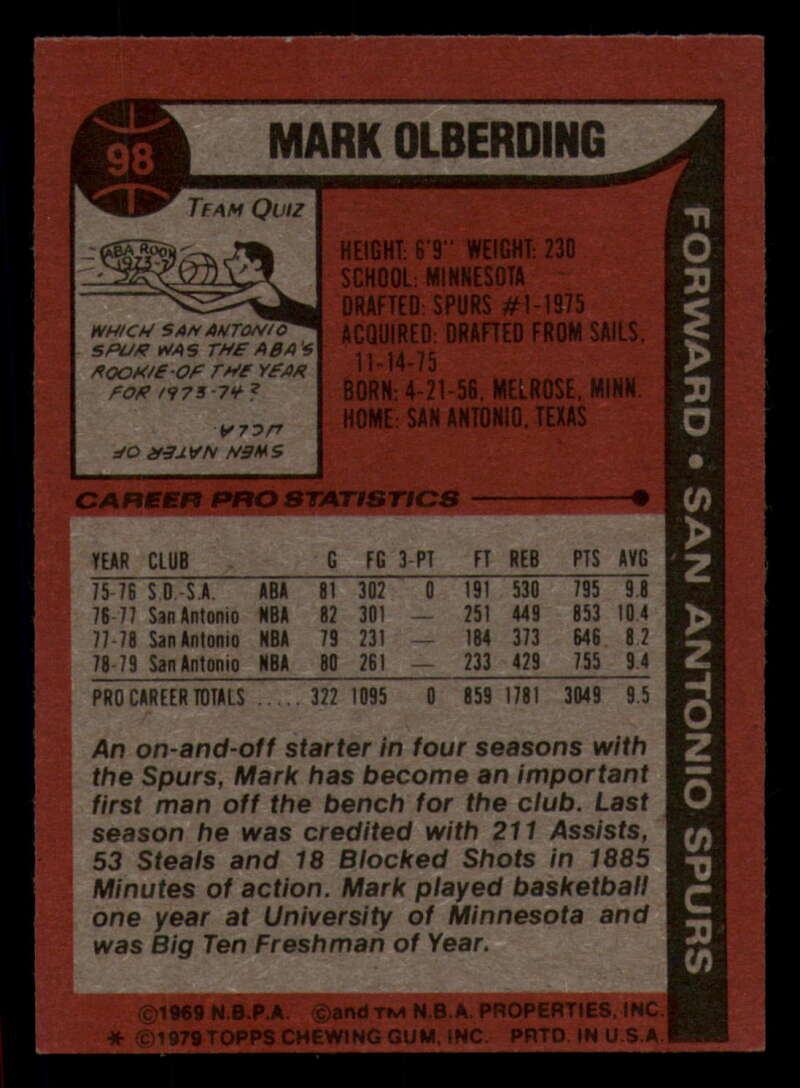 98
MARK OLBERDING
TEAM QUIZ
ABA ROOK
1973-7
WHICH SAN ANTONIO
SPUR WAS THE ABA'S
ROOKIE-OF THE YEAR
FOR 1973-74?
SWEN NATER OF
UCLA.
HEIGHT: 6'9" WEIGHT: 230
SCHOOL: MINNESOTA
DRAFTED: SPURS #1-1975
ACQUIRED: DRAFTED FROM SAILS,
11-14-75
BORN: 4-21-56, MELROSE, MINN.
HOME: SAN ANTONIO, TEXAS
FORWARD • SAN ANTONIO SPURS
CAREER PRO STATISTICS
YEAR CLUB G FG 3-PT FT REB PTS AVG
75-76 S.D.-S.A. ABA 81 302 0 191 530 795 9.8
76-77 San Antonio NBA 82 301 — 251 449 853 10.4
77-78 San Antonio NBA 79 231 — 184 373 646 8.2
78-79 San Antonio NBA 80 261 — 233 429 755 9.4
PRO CAREER TOTALS ..... 322 1095 0 859 1781 3049 9.5
An on-and-off starter in four seasons with
the Spurs, Mark has become an important
first man off the bench for the club. Last
season he was credited with 211 Assists,
53 Steals and 18 Blocked Shots in 1885
Minutes of action. Mark played basketball
one year at University of Minnesota and
was Big Ten Freshman of Year.
©1969 N.B.P.A. ©and TM N.B.A. PROPERTIES, INC.
* ©1979 TOPPS CHEWING GUM, INC. PRTD. IN U.S.A.